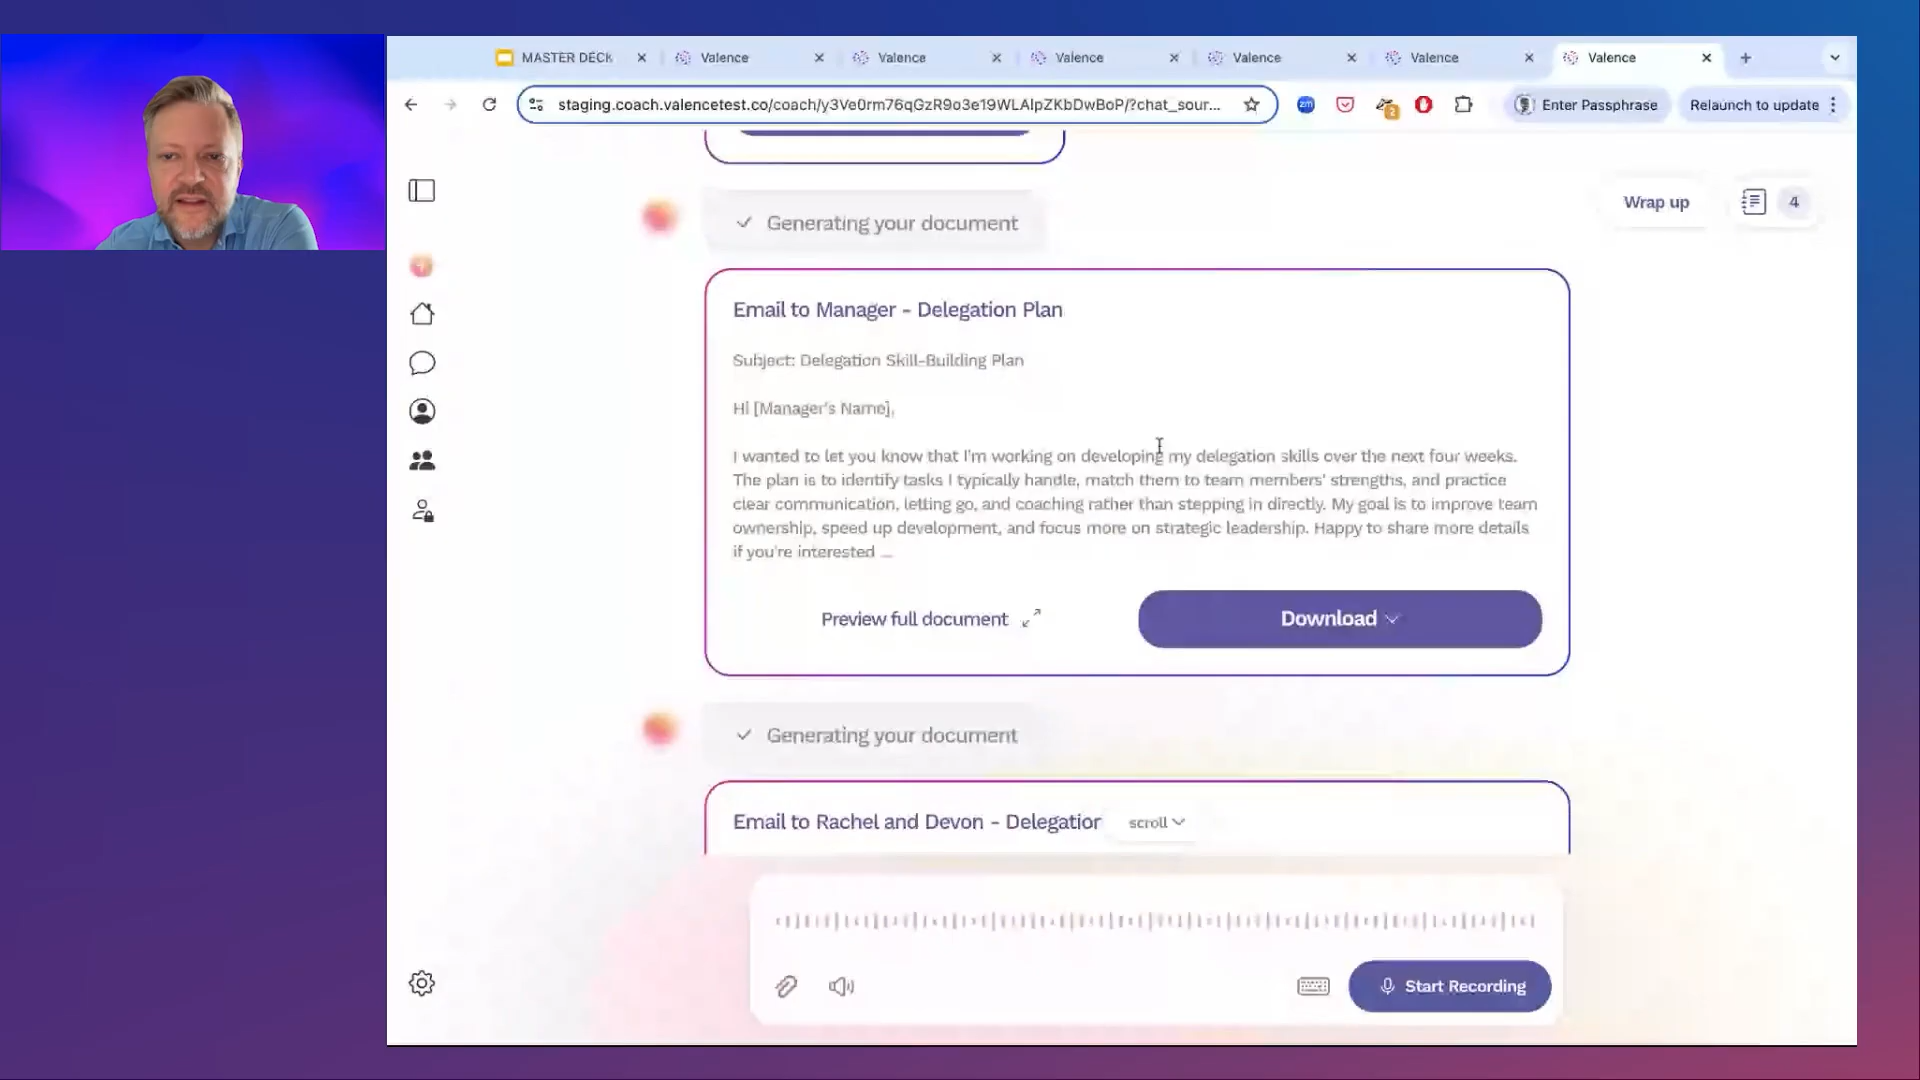 MASTER DECK
Valence
Valence
Valence
Valence
Valence
Valence
staging.coach.valencetest.co/coach/y3Ve0rm76qGzR9o3e19WLAlpZKbDwBoP/?chat_sour...
zm
2
Enter Passphrase
Relaunch to update
Wrap up
4
Generating your document
Email to Manager - Delegation Plan
Subject: Delegation Skill-Building Plan
Hi [Manager's Name],
I wanted to let you know that I'm working on developing my delegation skills over the next four weeks.
The plan is to identify tasks I typically handle, match them to team members' strengths, and practice
clear communication, letting go, and coaching rather than stepping in directly. My goal is to improve team
ownership, speed up development, and focus more on strategic leadership. Happy to share more details
if you're interested ...
Preview full document
Download
Generating your document
Email to Rachel and Devon - Delegation
scroll
Start Recording